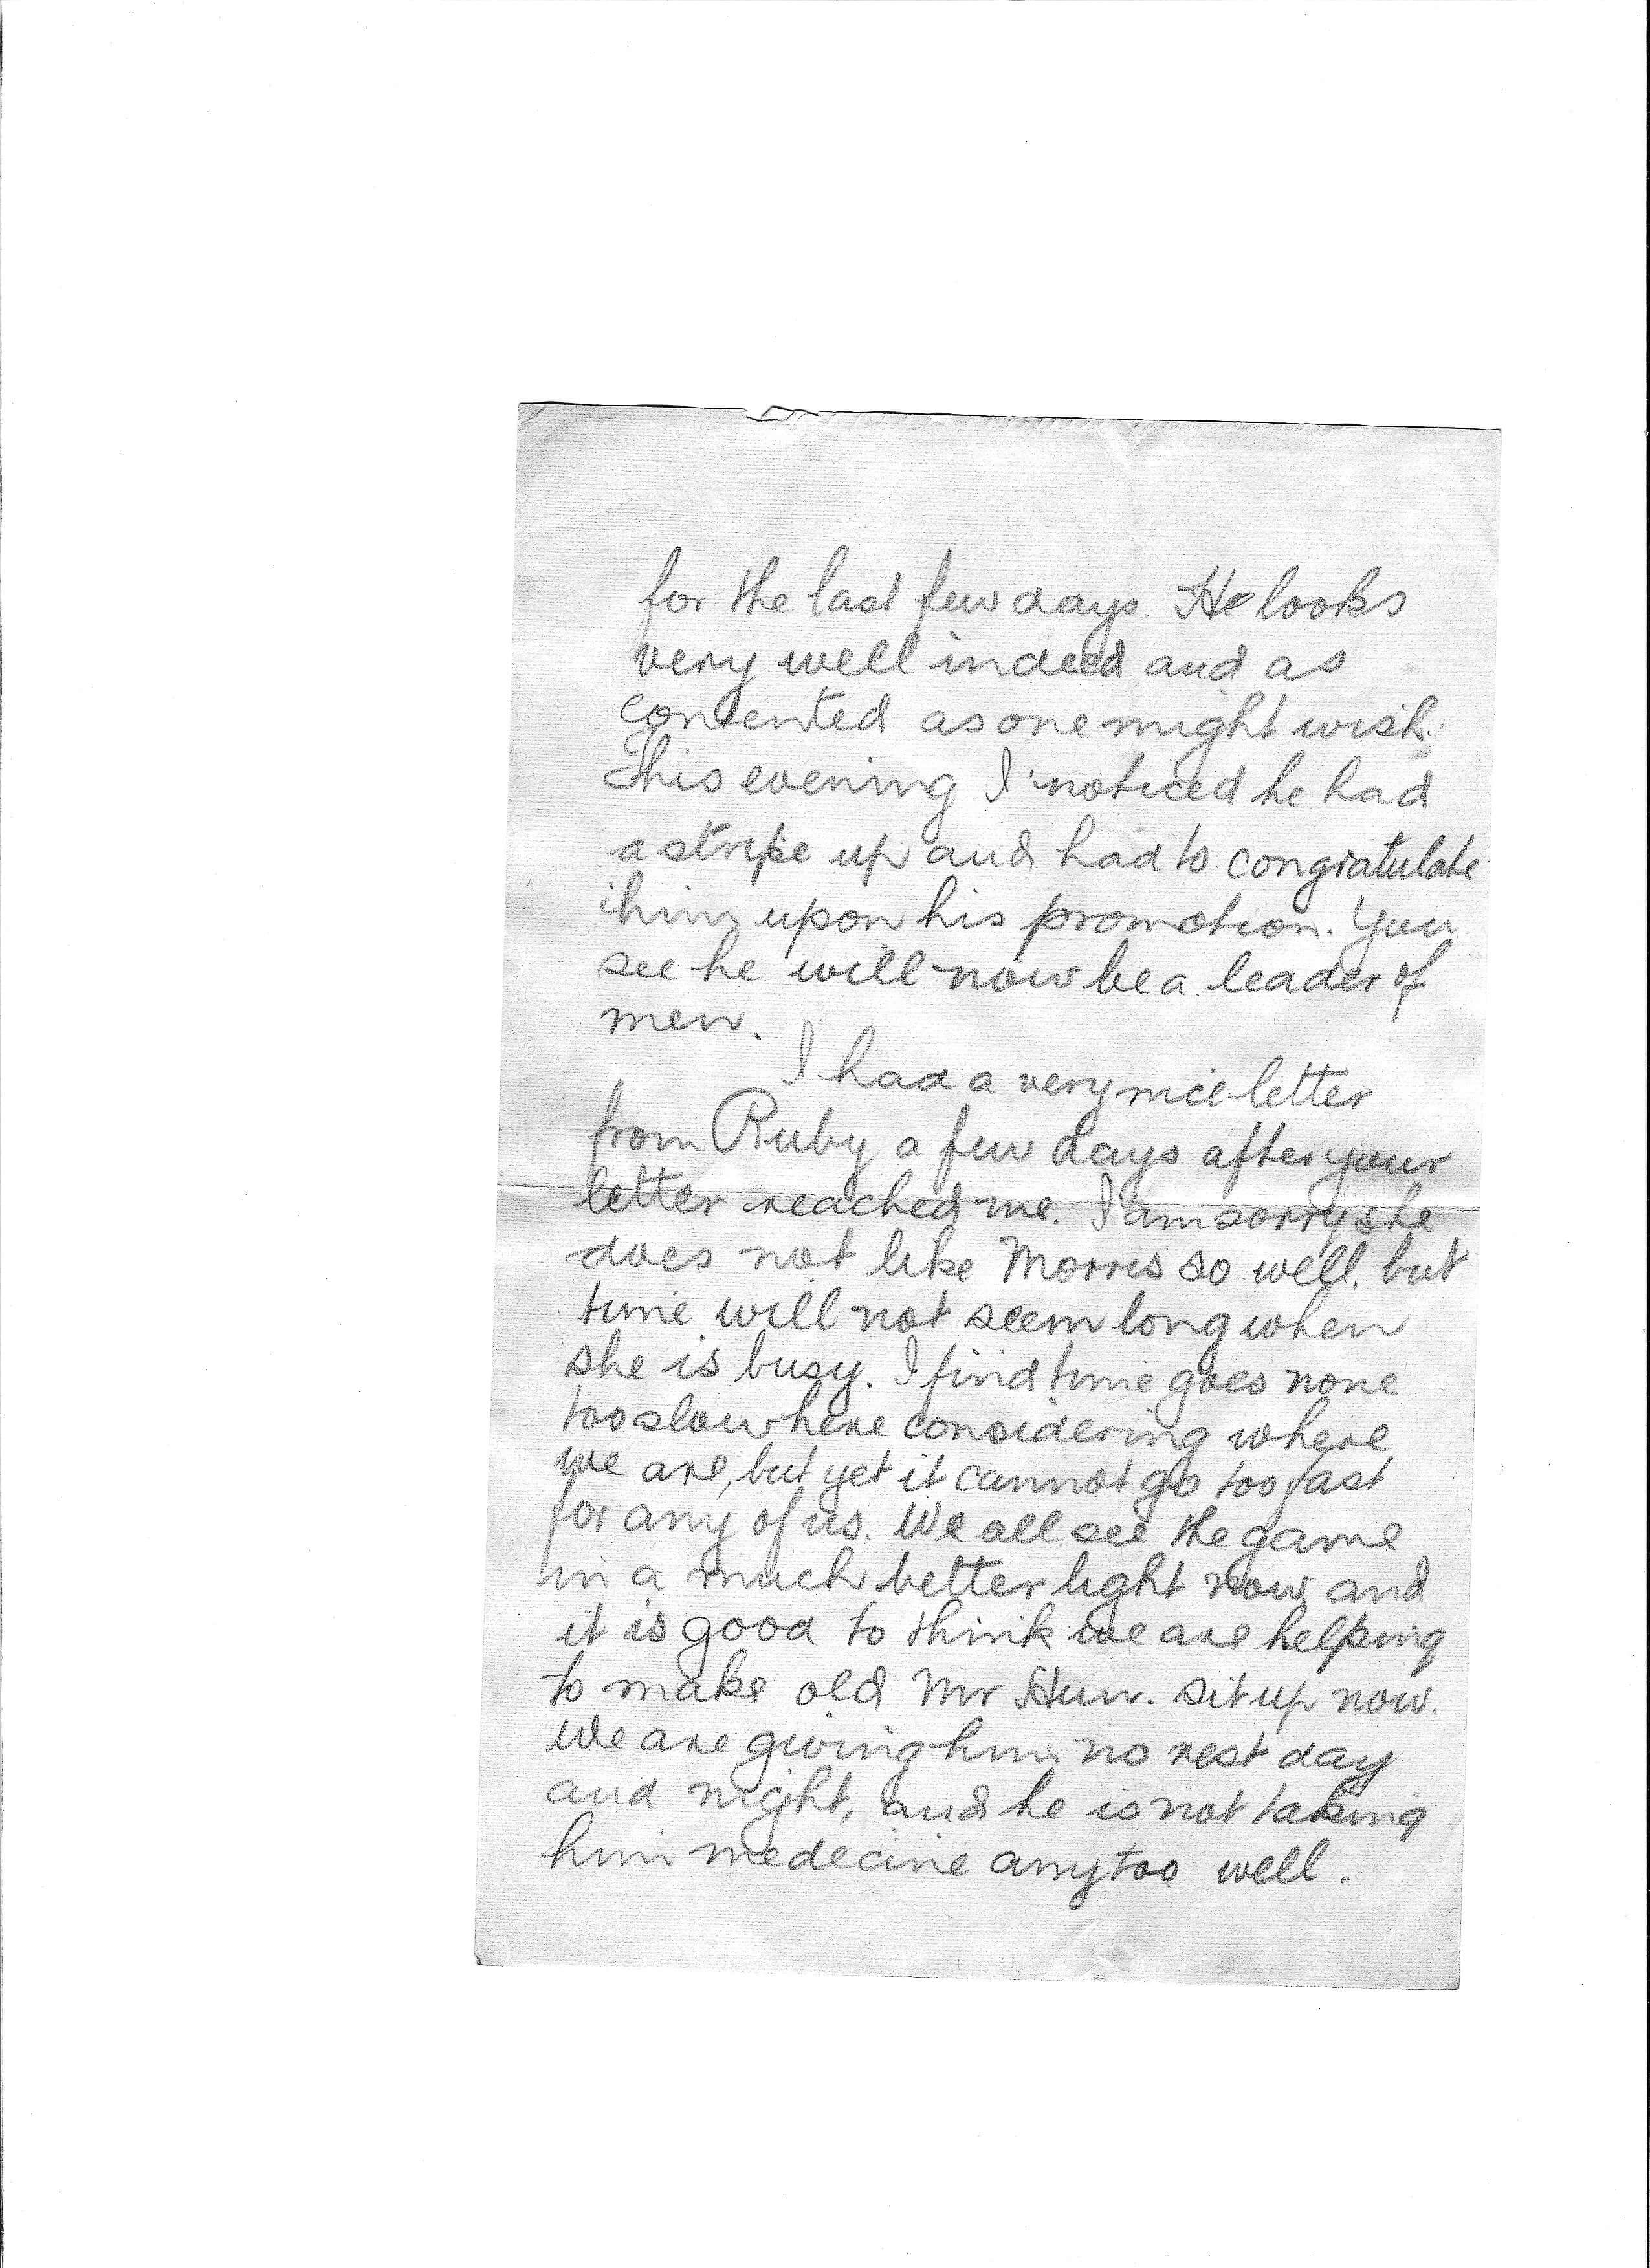 for the last few days. He looks
very well indeed and as
contented as one might wish.
This evening I noticed he had
a stripe up and had to congratulate
him upon his promotion. You
see he will now be a leader of
men.
I had a very nice letter
from Ruby a few days after your
letter reached me. I am sorry she
does not like Morris so well, but
time will not seem long when
she is busy. I find time goes none
too slow here considering where
we are, but yet it cannot go too fast
for any of us. We all see the game
in a much better light now and
it is good to think we are helping
to make old Mr Hun. sit up now.
We are giving him no rest day
and night, and he is not taking
him medecine any too well.